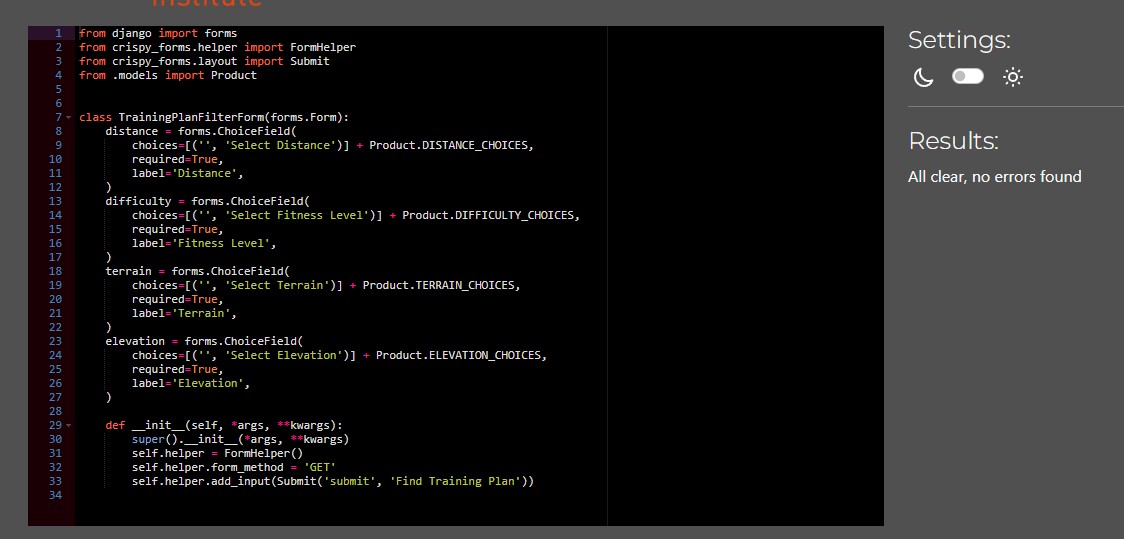 Institute
1 from django import forms
2 from crispy_forms.helper import FormHelper
3 from crispy_forms.layout import Submit
4 from .models import Product
5
6
7 class TrainingPlanFilterForm(forms.Form):
8     distance = forms.ChoiceField(
9         choices=[('', 'Select Distance')] + Product.DISTANCE_CHOICES,
10         required=True,
11         label='Distance',
12     )
13     difficulty = forms.ChoiceField(
14         choices=[('', 'Select Fitness Level')] + Product.DIFFICULTY_CHOICES,
15         required=True,
16         label='Fitness Level',
17     )
18     terrain = forms.ChoiceField(
19         choices=[('', 'Select Terrain')] + Product.TERRAIN_CHOICES,
20         required=True,
21         label='Terrain',
22     )
23     elevation = forms.ChoiceField(
24         choices=[('', 'Select Elevation')] + Product.ELEVATION_CHOICES,
25         required=True,
26         label='Elevation',
27     )
28
29     def __init__(self, *args, **kwargs):
30         super().__init__(*args, **kwargs)
31         self.helper = FormHelper()
32         self.helper.form_method = 'GET'
33         self.helper.add_input(Submit('submit', 'Find Training Plan'))
34
Settings:
Results:
All clear, no errors found